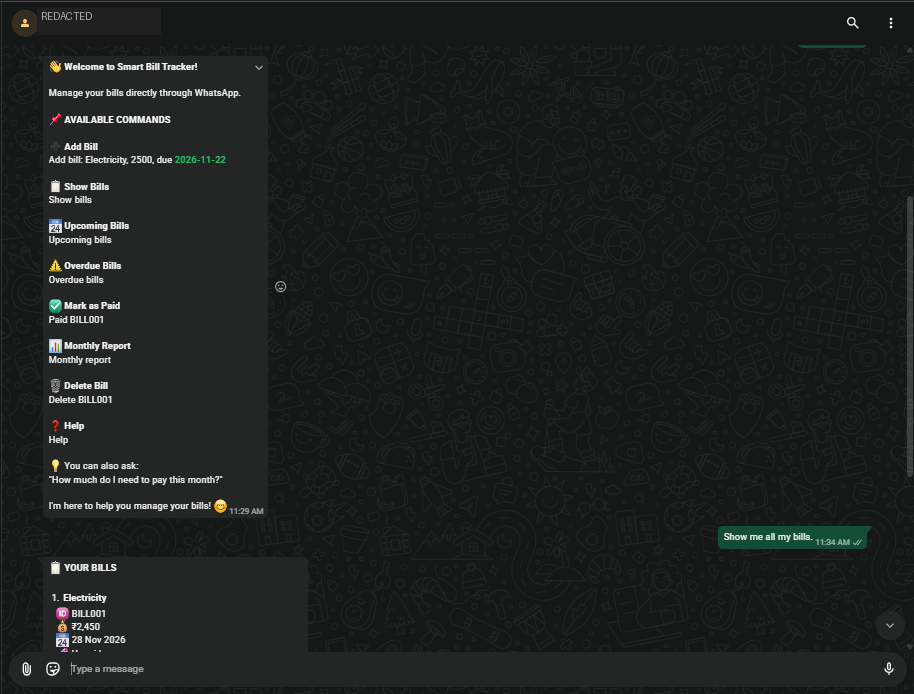 REDACTED
👋 Welcome to Smart Bill Tracker!
Manage your bills directly through WhatsApp.
📌 AVAILABLE COMMANDS
➕ Add Bill
Add bill: Electricity, 2500, due 2026-11-22
📋 Show Bills
Show bills
📅 Upcoming Bills
Upcoming bills
⚠️ Overdue Bills
Overdue bills
✅ Mark as Paid
Paid BILL001
📊 Monthly Report
Monthly report
🗑️ Delete Bill
Delete BILL001
❓ Help
Help
💡 You can also ask:
"How much do I need to pay this month?"
I'm here to help you manage your bills! 😊 11:29 AM
Show me all my bills. 11:34 AM
📋 YOUR BILLS
1. Electricity
🆔 BILL001
💰 ₹2,450
📅 28 Nov 2026
Type a message